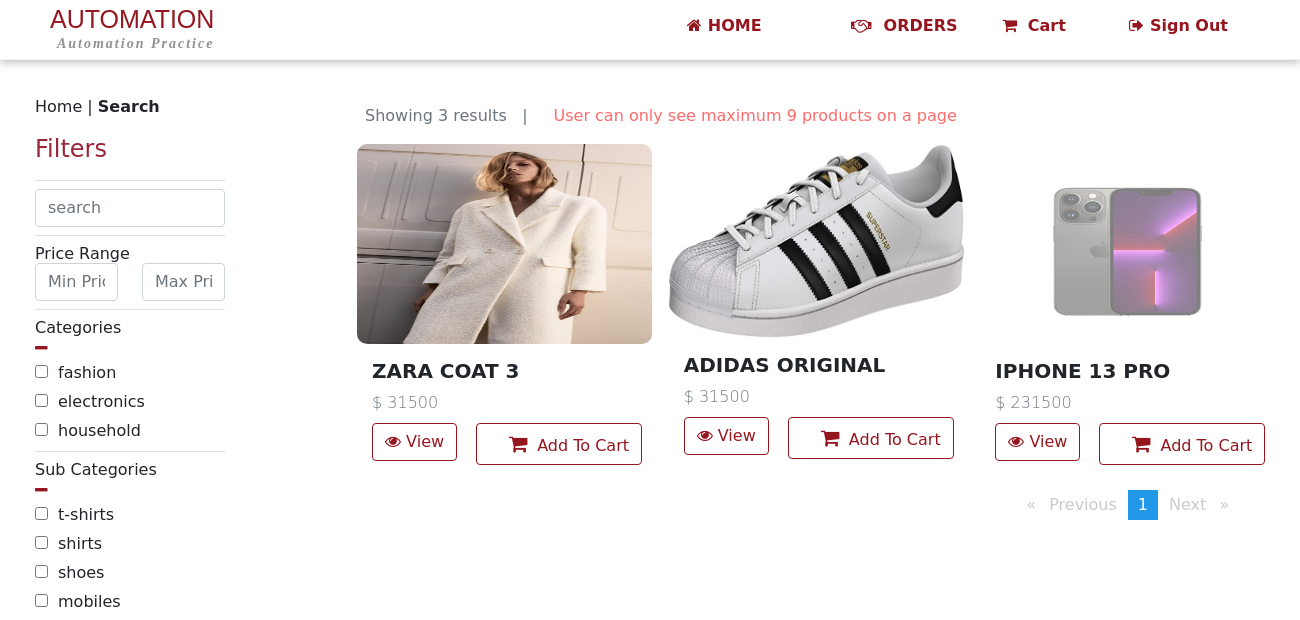 AUTOMATION
Automation Practice
HOME
ORDERS
Cart
Sign Out
Home | Search
Filters
search
Price Range
Min Pri
Max Pri
Categories
fashion
electronics
household
Sub Categories
t-shirts
shirts
shoes
mobiles
Showing 3 results | User can only see maximum 9 products on a page
SUPERSTAR
ZARA COAT 3
$ 31500
View
Add To Cart
ADIDAS ORIGINAL
$ 31500
View
Add To Cart
IPHONE 13 PRO
$ 231500
View
Add To Cart
« Previous 1 Next »